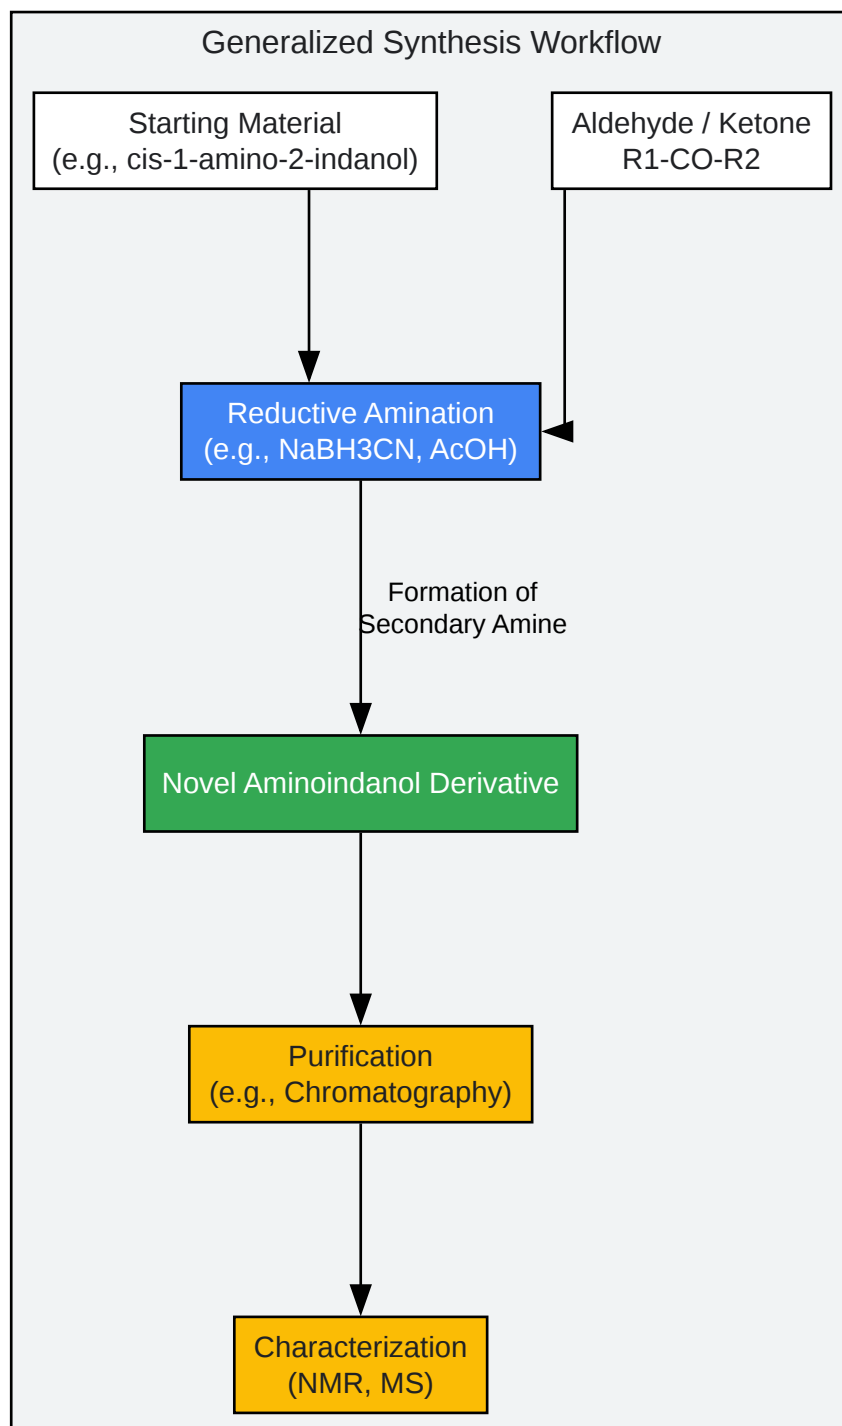 Generalized Synthesis Workflow
Starting Material
(e.g., cis-1-amino-2-indanol)
Aldehyde / Ketone
R1-CO-R2
Reductive Amination
(e.g., NaBH3CN, AcOH)
Formation of
Secondary Amine
Novel Aminoindanol Derivative
Purification
(e.g., Chromatography)
Characterization
(NMR, MS)